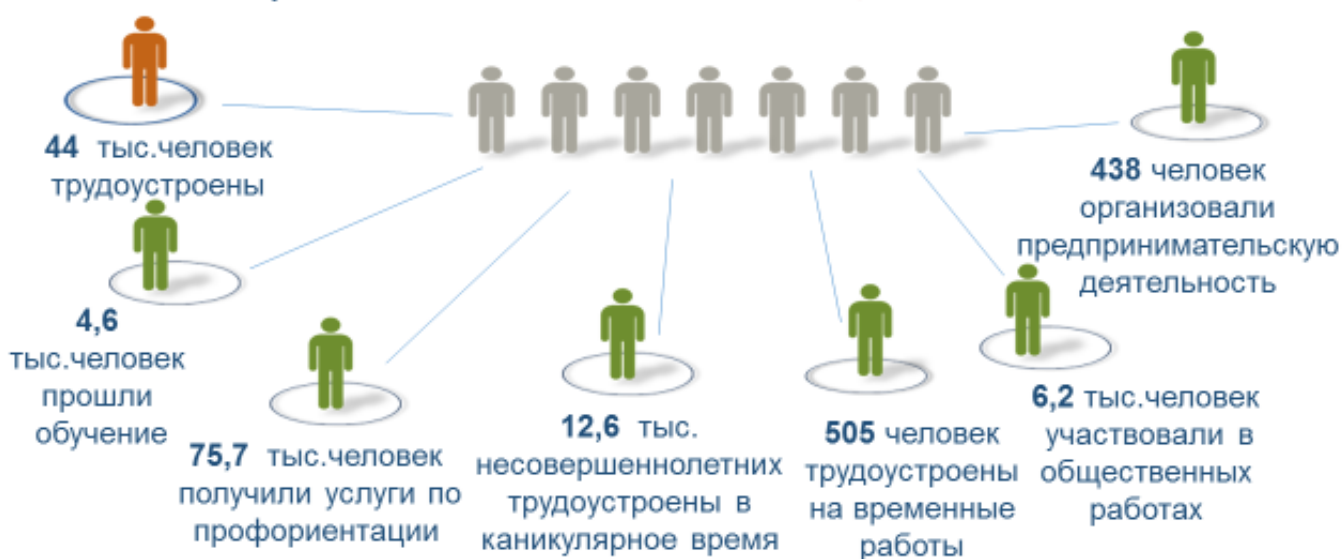 44 тыс.человек
трудоустроены
4,6
тыс.человек
прошли
обучение
75,7 тыс.человек
получили услуги по
профориентации
12,6 тыс.
несовершеннолетних
трудоустроены в
каникулярное время
505 человек
трудоустроены
на временные
работы
6,2 тыс.человек
участвовали в
общественных
работах
438 человек
организовали
предпринимательскую
деятельность